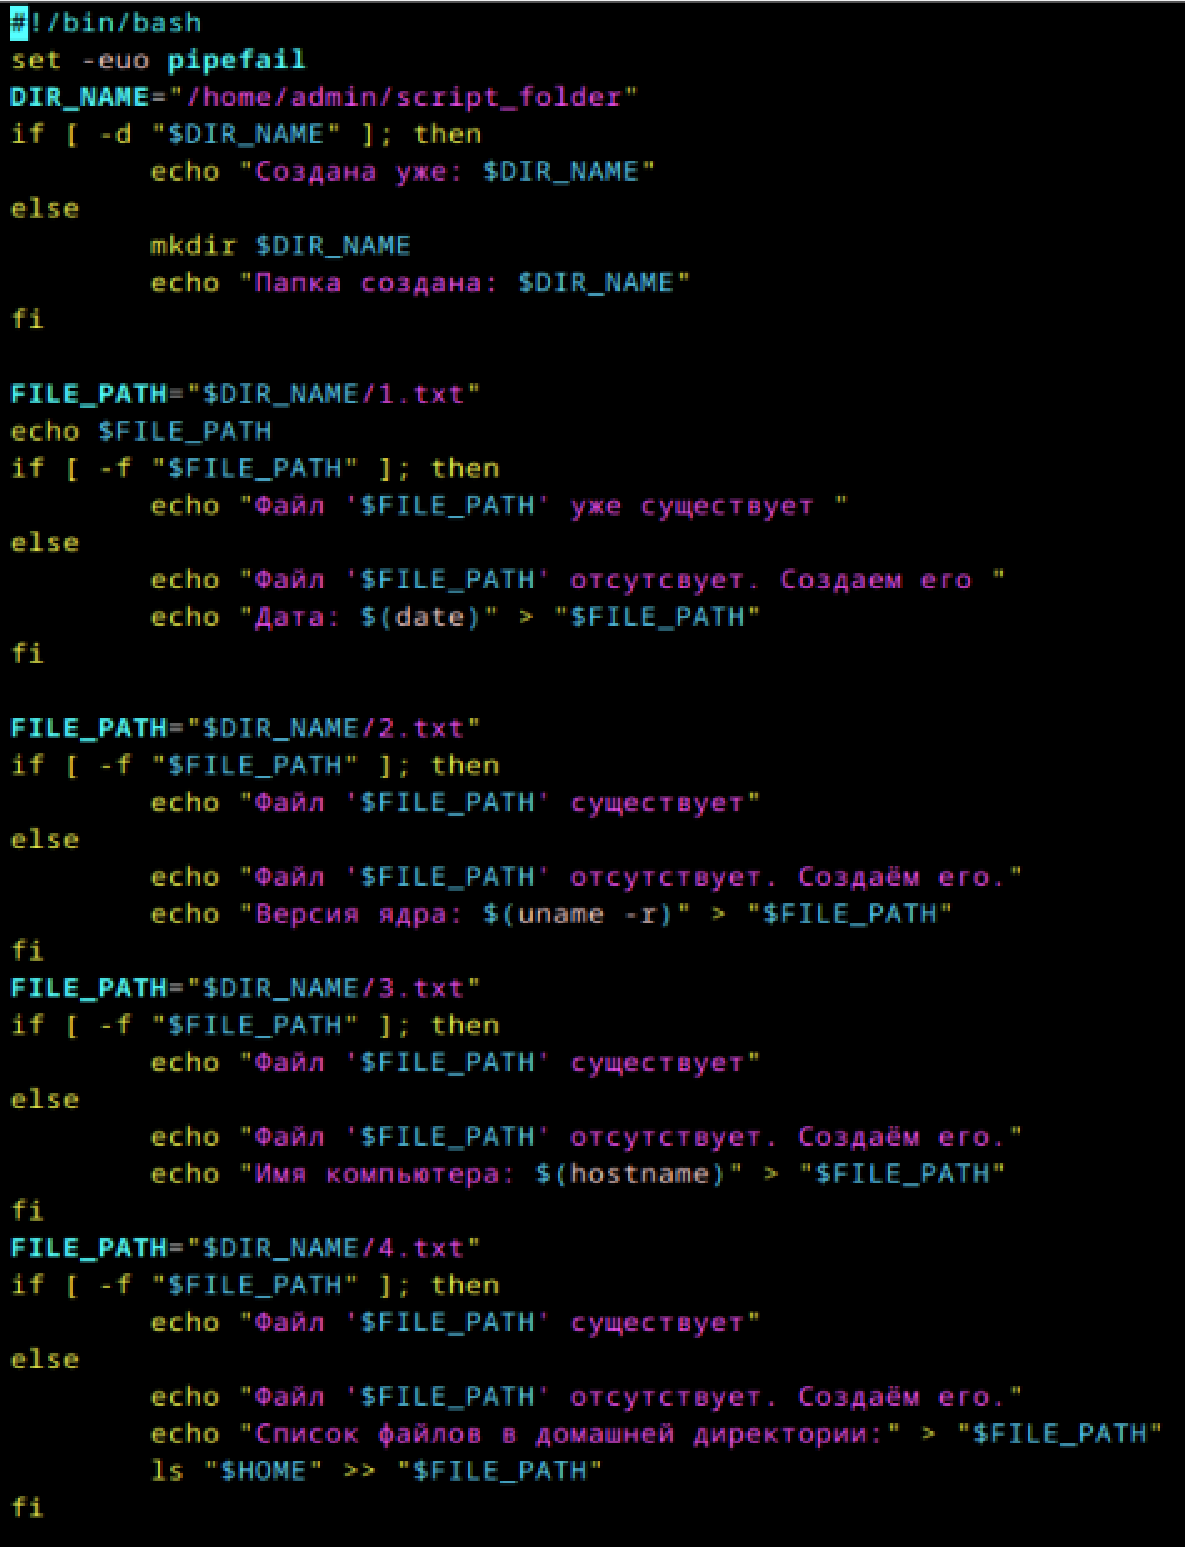 #!/bin/bash
set -euo pipefail
DIR_NAME="/home/admin/script_folder"
if [ -d "$DIR_NAME" ]; then
        echo "Создана уже: $DIR_NAME"
else
        mkdir $DIR_NAME
        echo "Папка создана: $DIR_NAME"
fi

FILE_PATH="$DIR_NAME/1.txt"
echo $FILE_PATH
if [ -f "$FILE_PATH" ]; then
        echo "Файл '$FILE_PATH' уже существует "
else
        echo "Файл '$FILE_PATH' отсутсвует. Создаем его "
        echo "Дата: $(date)" > "$FILE_PATH"
fi

FILE_PATH="$DIR_NAME/2.txt"
if [ -f "$FILE_PATH" ]; then
        echo "Файл '$FILE_PATH' существует"
else
        echo "Файл '$FILE_PATH' отсутствует. Создаём его."
        echo "Версия ядра: $(uname -r)" > "$FILE_PATH"
fi
FILE_PATH="$DIR_NAME/3.txt"
if [ -f "$FILE_PATH" ]; then
        echo "Файл '$FILE_PATH' существует"
else
        echo "Файл '$FILE_PATH' отсутствует. Создаём его."
        echo "Имя компьютера: $(hostname)" > "$FILE_PATH"
fi
FILE_PATH="$DIR_NAME/4.txt"
if [ -f "$FILE_PATH" ]; then
        echo "Файл '$FILE_PATH' существует"
else
        echo "Файл '$FILE_PATH' отсутствует. Создаём его."
        echo "Список файлов в домашней директории:" > "$FILE_PATH"
        ls "$HOME" >> "$FILE_PATH"
fi